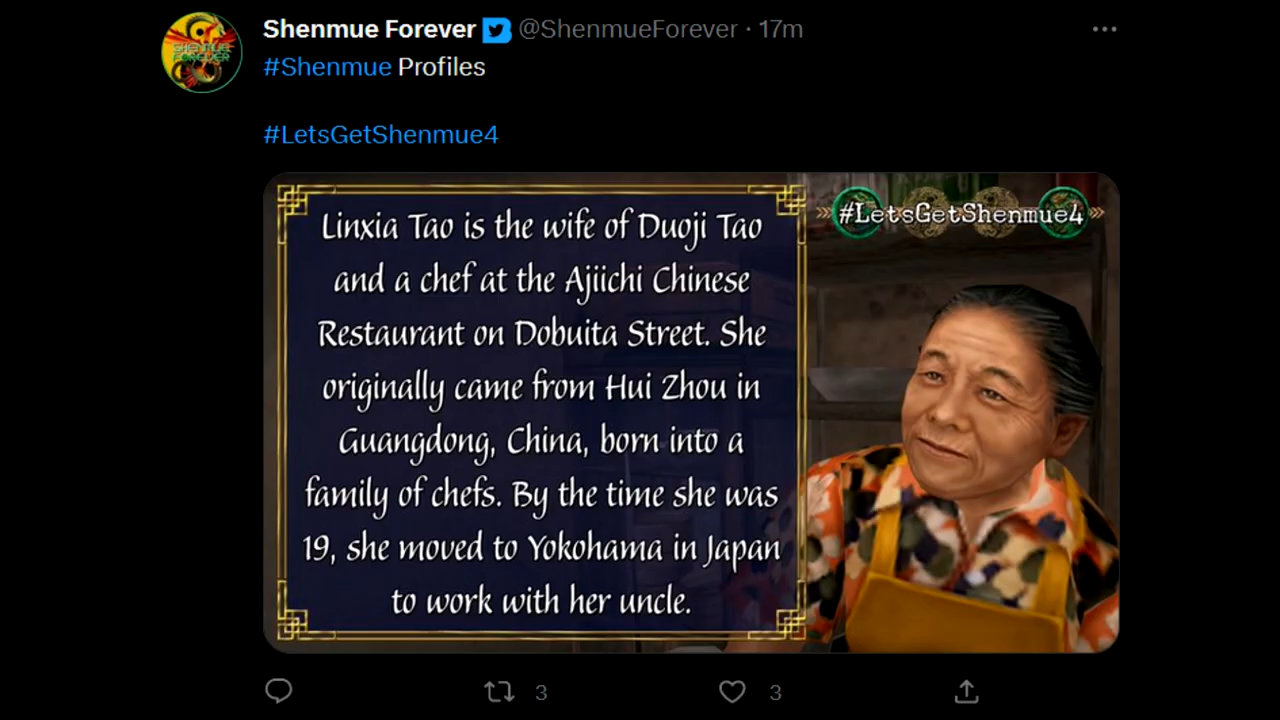 Shenmue Forever @ShenmueForever · 17m
#Shenmue Profiles
#LetsGetShenmue4
SHENMUE
FOREVER
#LetsGetShenmue4
Linxia Tao is the wife of Duoji Tao
and a chef at the Ajiichi Chinese
Restaurant on Dobuita Street. She
originally came from Hui Zhou in
Guangdong, China, born into a
family of chefs. By the time she was
19, she moved to Yokohama in Japan
to work with her uncle.
3 3